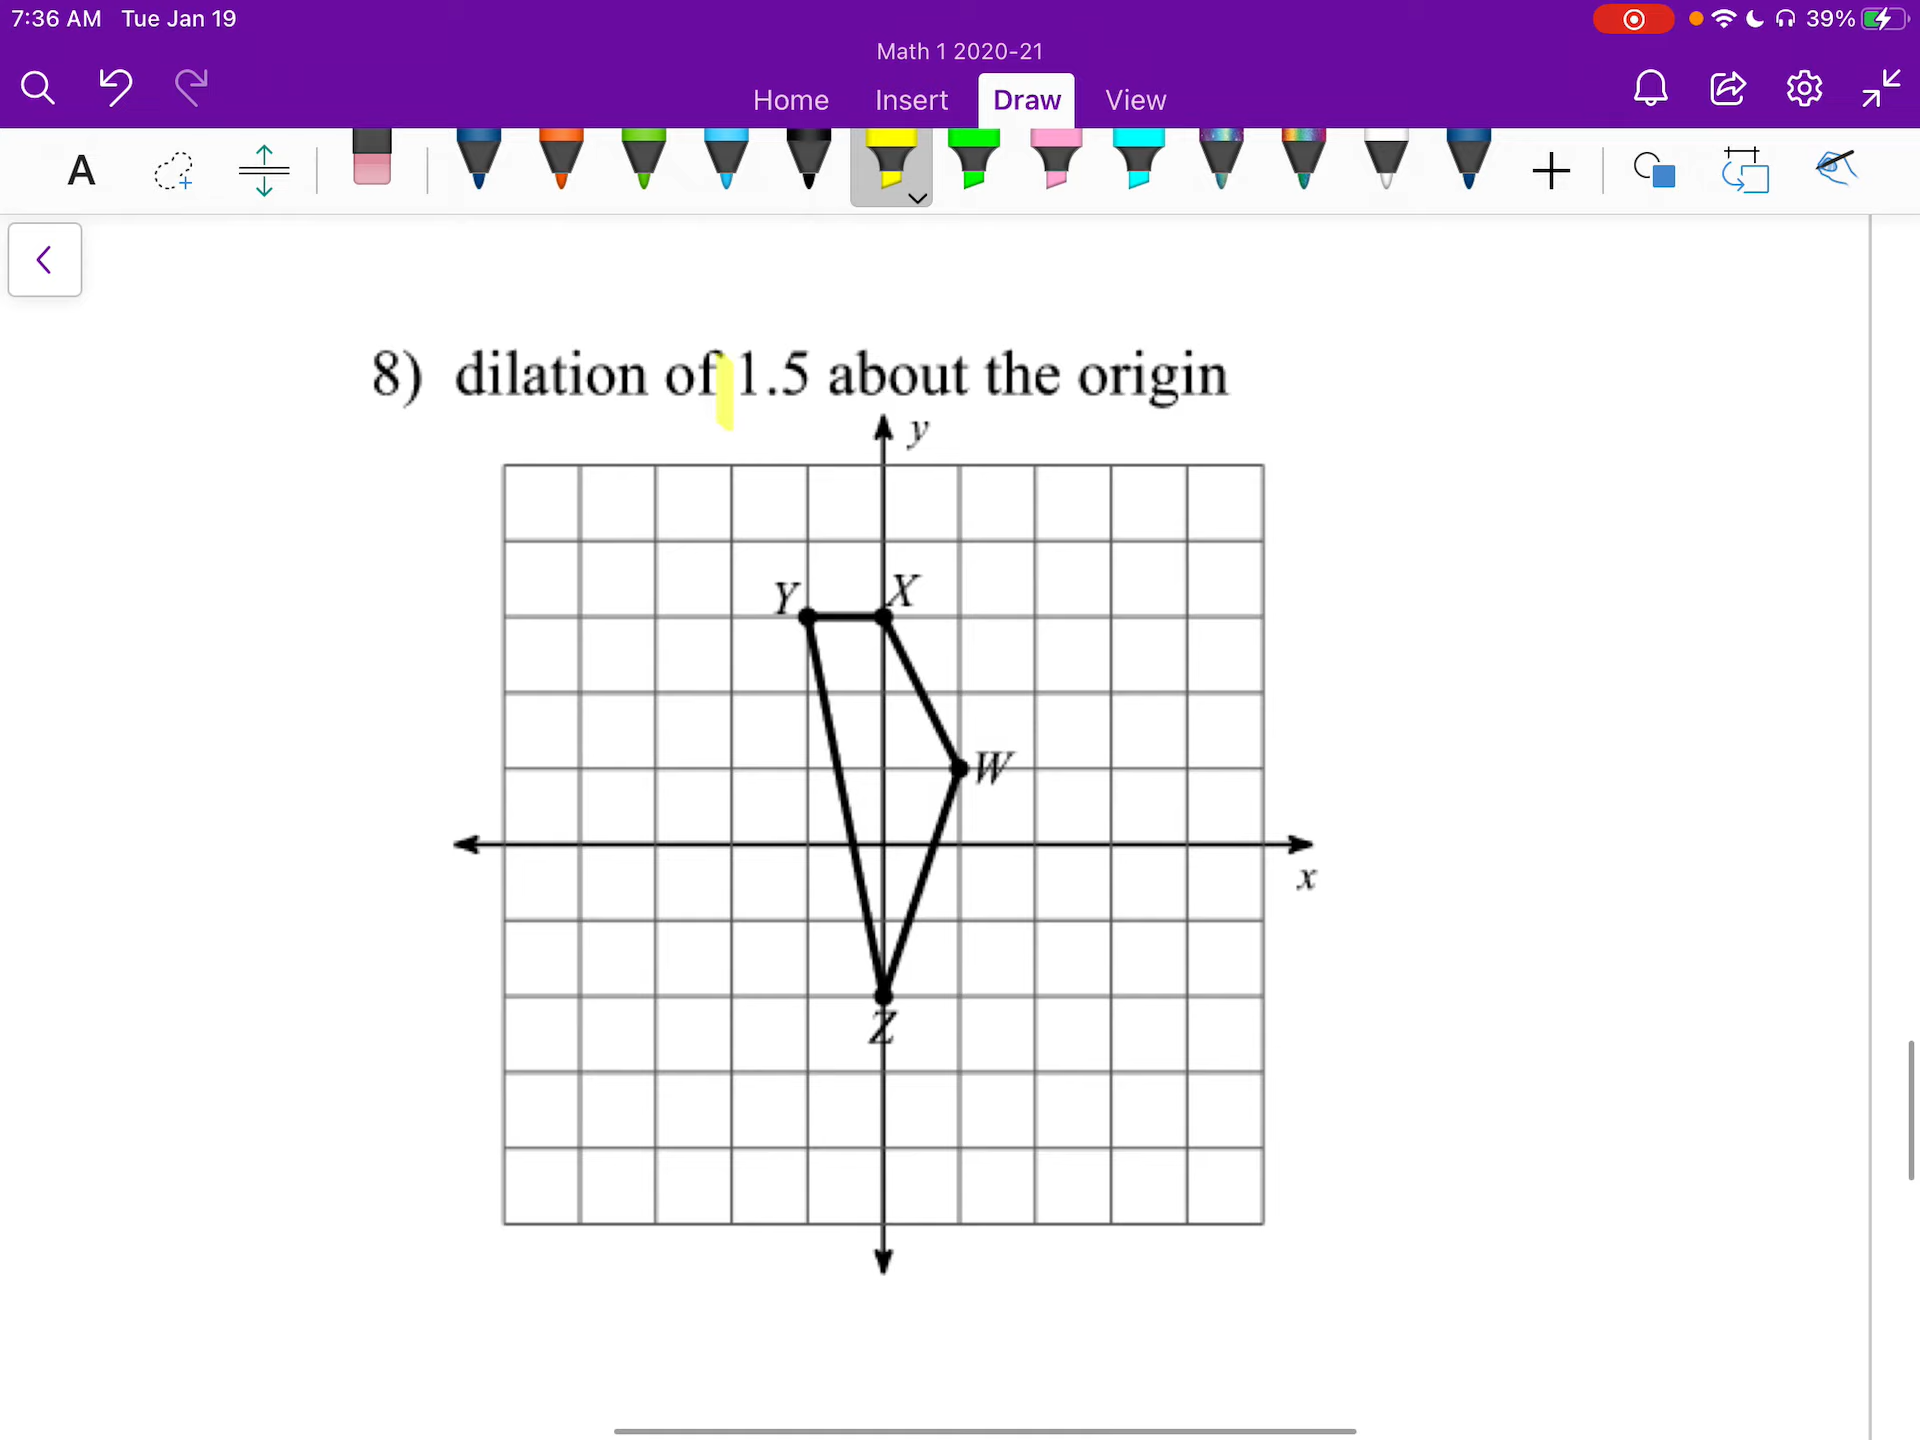 7:36 AM Tue Jan 19
39%
Math 1 2020-21
Home Insert Draw View
A
8) dilation of 1.5 about the origin
y
Y X
W
x
Z